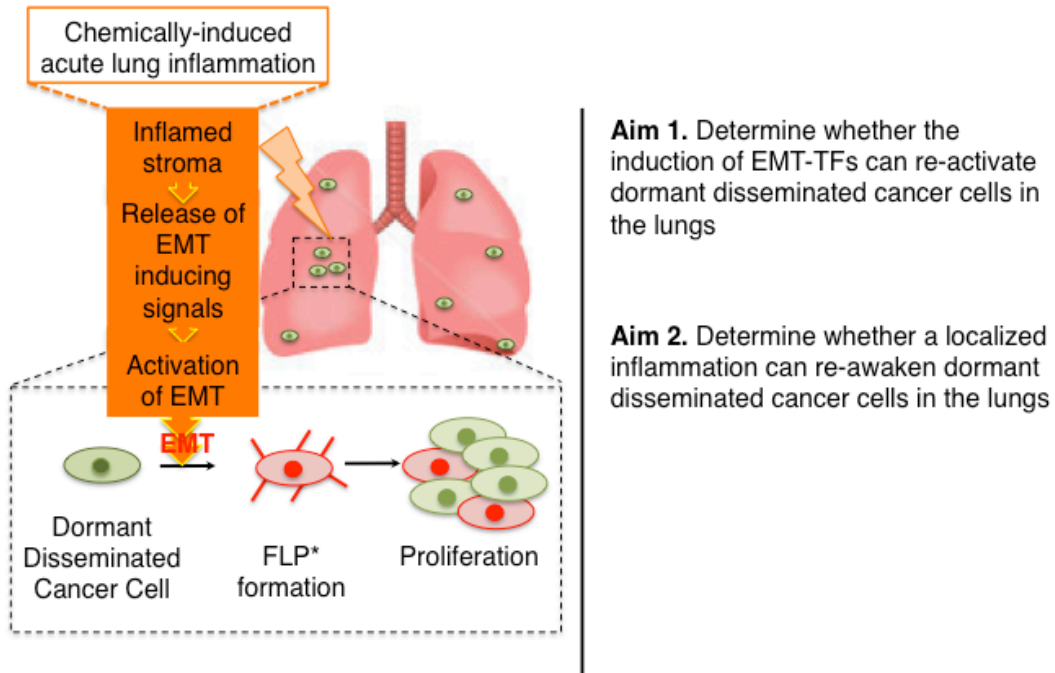 Chemically-induced
acute lung inflammation
Inflamed
stroma
Release of
EMT
inducing
signals
Activation
of EMT
EMT
Dormant
Disseminated
Cancer Cell
FLP*
formation
Proliferation
Aim 1. Determine whether the
induction of EMT-TFs can re-activate
dormant disseminated cancer cells in
the lungs
Aim 2. Determine whether a localized
inflammation can re-awaken dormant
disseminated cancer cells in the lungs